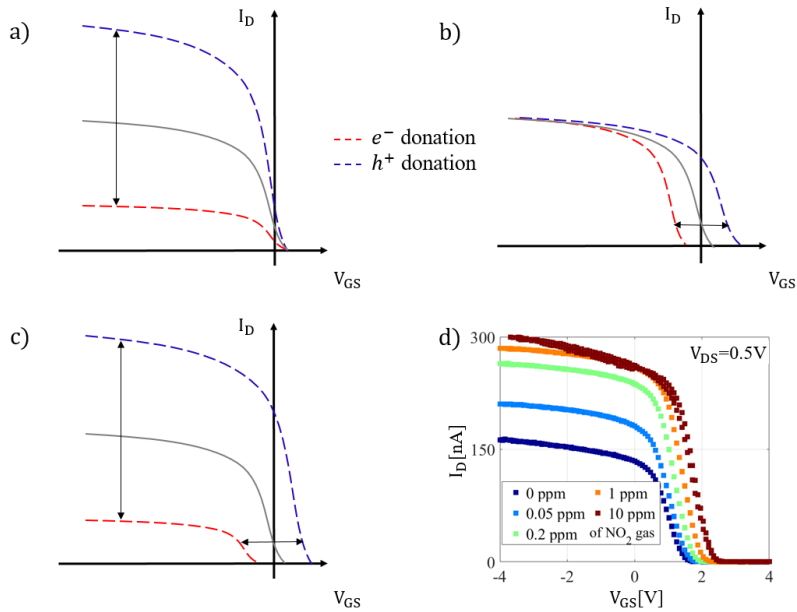 a)
I_D
V_GS
e⁻ donation
h⁺ donation
b)
I_D
V_GS
c)
I_D
V_GS
d)
300
150
0
I_D[nA]
V_DS=0.5V
0 ppm
1 ppm
0.05 ppm
10 ppm
0.2 ppm
of NO₂ gas
-4
-2
0
2
4
V_GS[V]